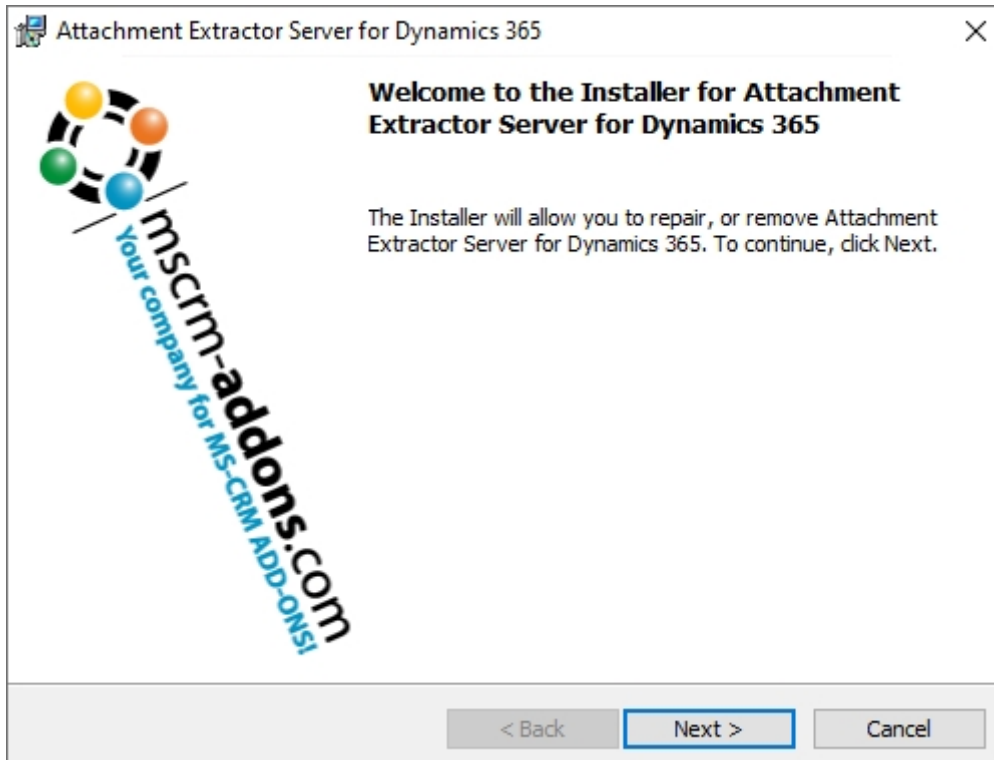 Attachment Extractor Server for Dynamics 365
Welcome to the Installer for Attachment
Extractor Server for Dynamics 365
The Installer will allow you to repair, or remove Attachment
Extractor Server for Dynamics 365. To continue, click Next.
mscrm-addons.com
Your company for MS-CRM ADD-ONS!
< Back
Next >
Cancel